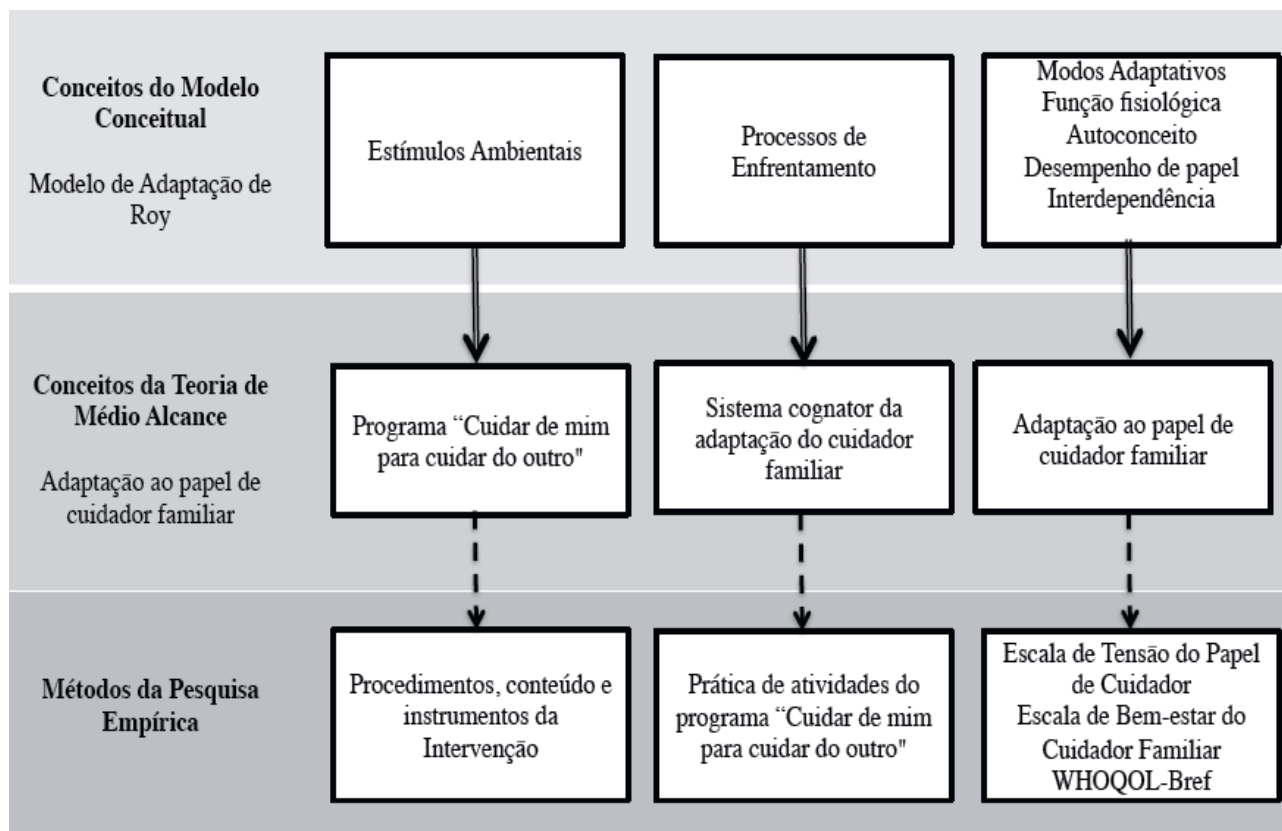 Conceitos do Modelo
Conceitual
Modelo de Adaptação de
Roy
Estímulos Ambientais
Processos de
Enfrentamento
Modos Adaptativos
Função fisiológica
Autoconceito
Desempenho de papel
Interdependência
Conceitos da Teoria de
Médio Alcance
Adaptação ao papel de
cuidador familiar
Programa “Cuidar de mim
para cuidar do outro"
Sistema cognator da
adaptação do cuidador
familiar
Adaptação ao papel de
cuidador familiar
Métodos da Pesquisa
Empírica
Procedimentos, conteúdo e
instrumentos da
Intervenção
Prática de atividades do
programa “Cuidar de mim
para cuidar do outro"
Escala de Tensão do Papel
de Cuidador
Escala de Bem-estar do
Cuidador Familiar
WHOQOL-Bref